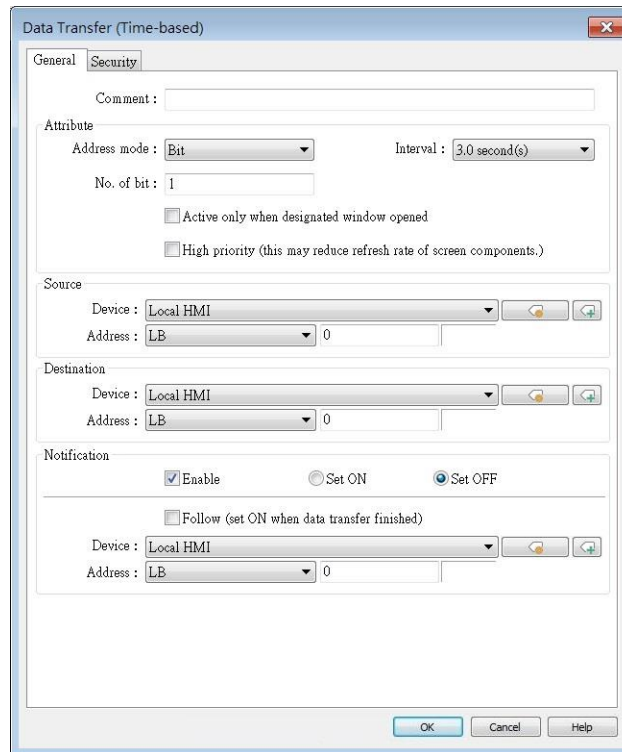 Data Transfer (Time-based)
General Security
Comment :
Attribute
Address mode : Bit Interval : 3.0 second(s)
No. of bit : 1
Active only when designated window opened
High priority (this may reduce refresh rate of screen components.)
Source
Device : Local HMI
Address : LB 0
Destination
Device : Local HMI
Address : LB 0
Notification
Enable Set ON Set OFF
Follow (set ON when data transfer finished)
Device : Local HMI
Address : LB 0
OK Cancel Help